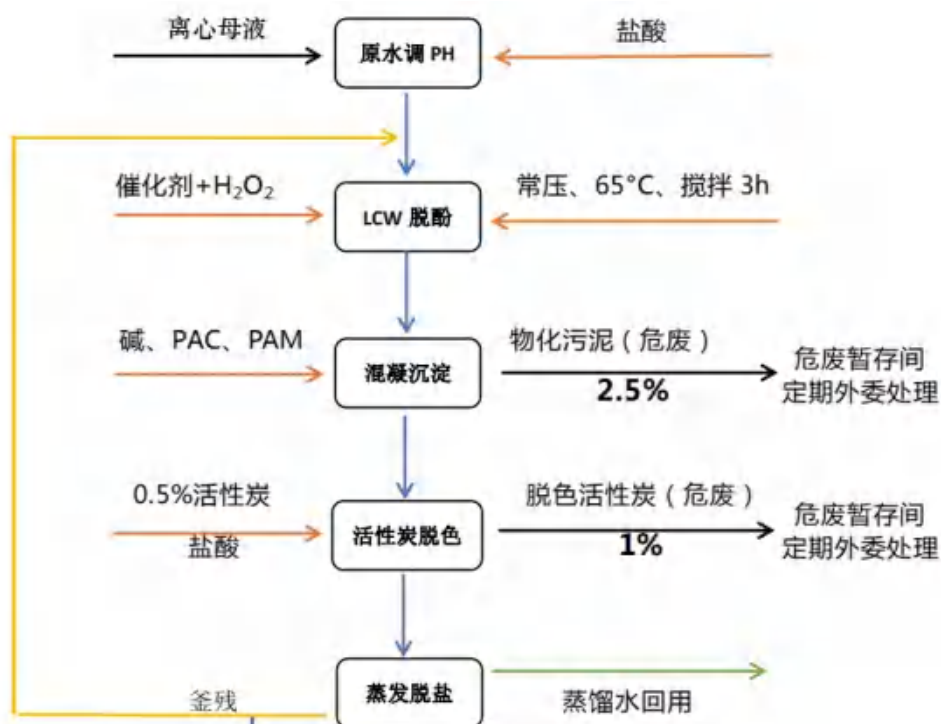 离心母液
原水调 PH
盐酸
催化剂+H₂O₂
LCW 脱酚
常压、65°C、搅拌 3h
碱、PAC、PAM
混凝沉淀
物化污泥（危废）
2.5%
危废暂存间
定期外委处理
0.5%活性炭
盐酸
活性炭脱色
脱色活性炭（危废）
1%
危废暂存间
定期外委处理
釜残
蒸发脱盐
蒸馏水回用